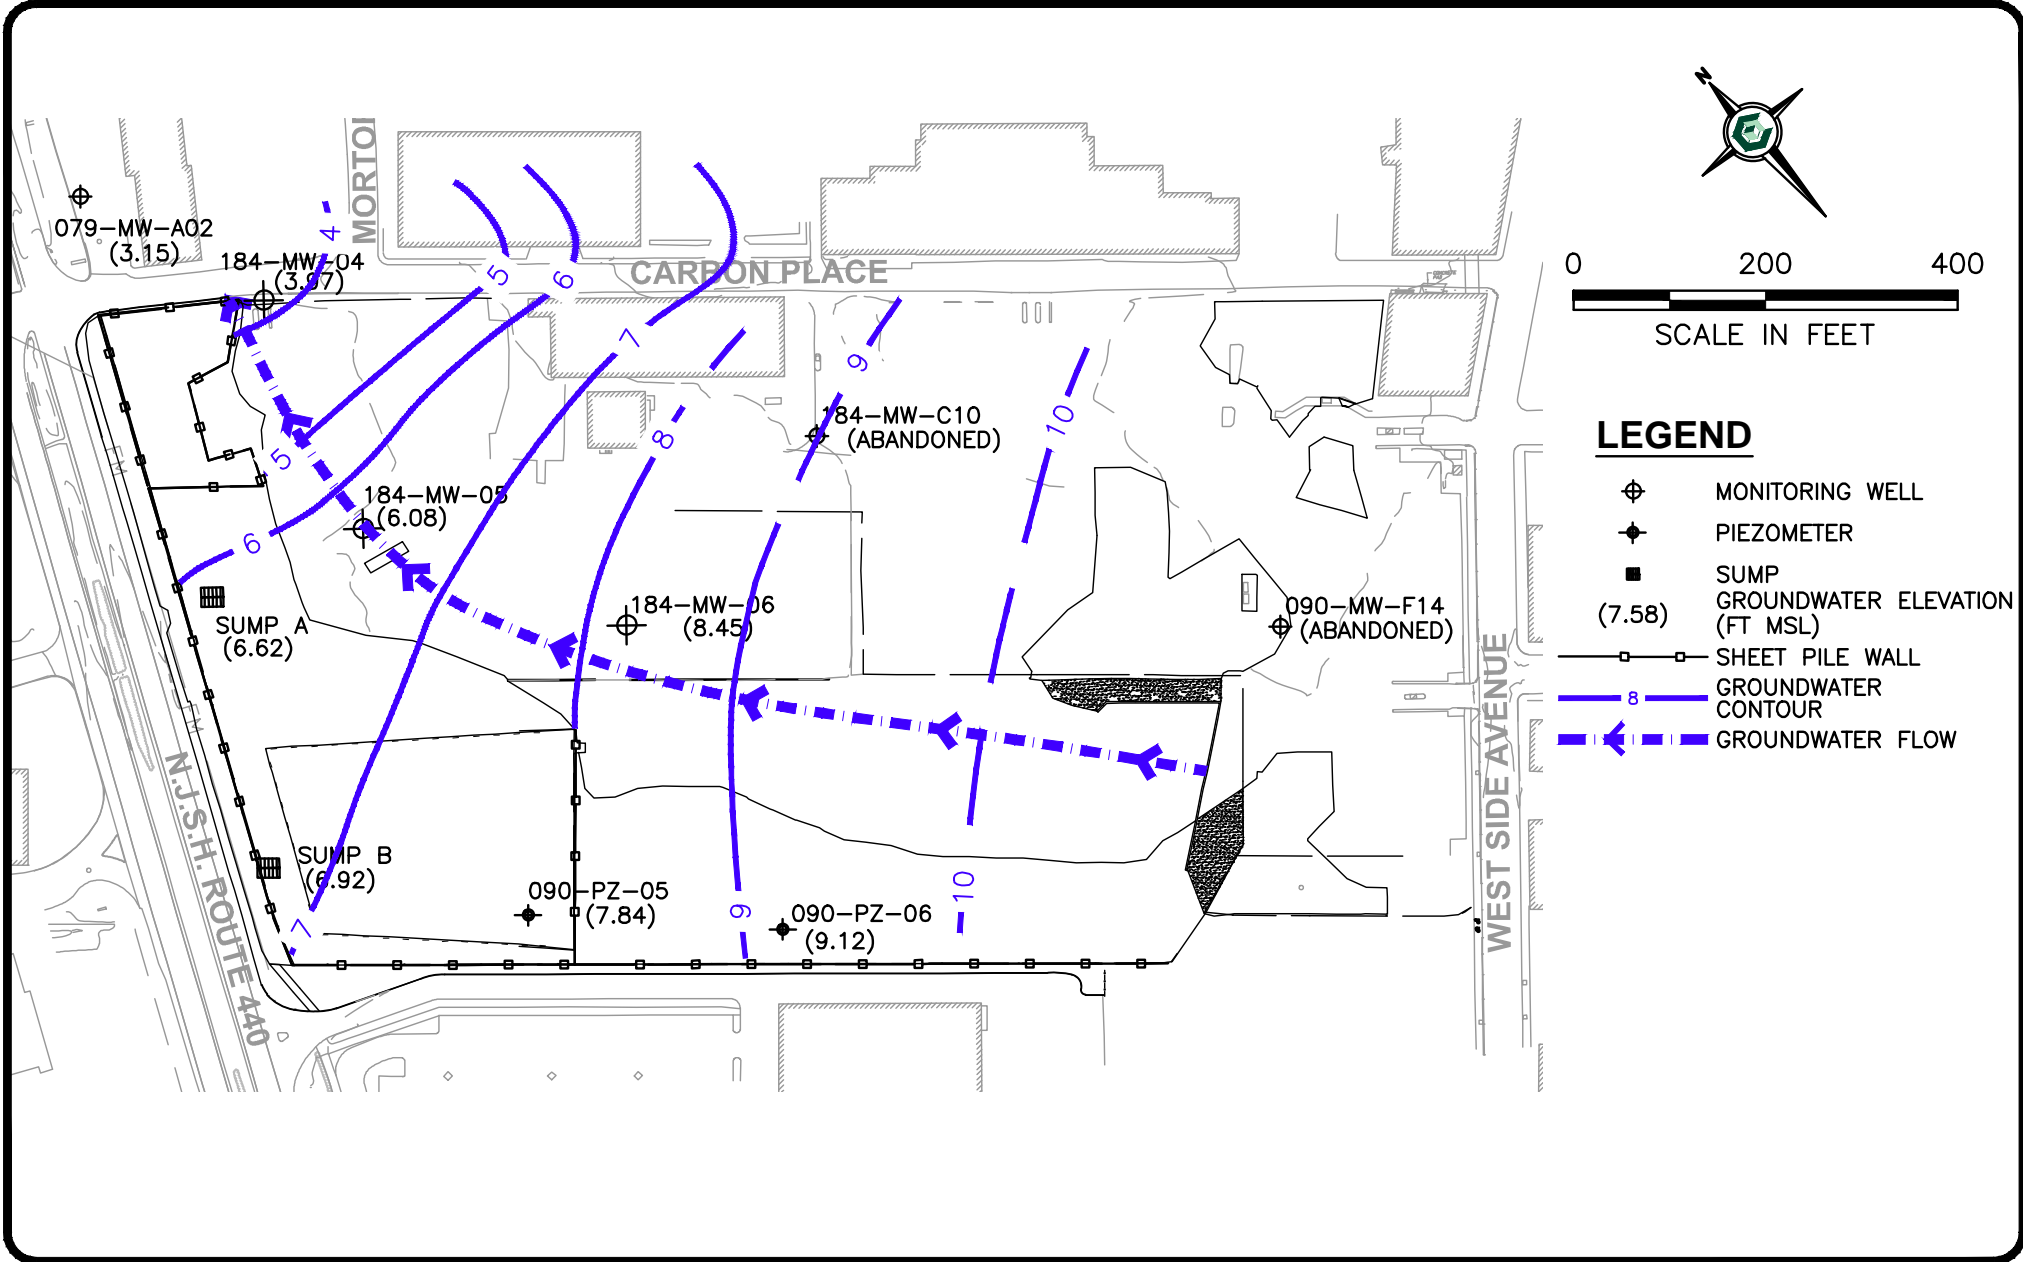 N
0 200 400
SCALE IN FEET
LEGEND
MONITORING WELL
PIEZOMETER
SUMP
(7.58) GROUNDWATER ELEVATION
(FT MSL)
SHEET PILE WALL
8 GROUNDWATER
CONTOUR
GROUNDWATER FLOW
MORTO
CARBON PLACE
WEST SIDE AVENUE
N.J.S.H. ROUTE 440
079-MW-A02
(3.15)
184-MW-04
(3.97)
184-MW-05
(6.08)
184-MW-06
(8.45)
184-MW-C10
(ABANDONED)
090-MW-F14
(ABANDONED)
SUMP A
(6.62)
SUMP B
(6.92)
090-PZ-05
(7.84)
090-PZ-06
(9.12)
4
5
6
7
8
9
10
5
6
7
9
10